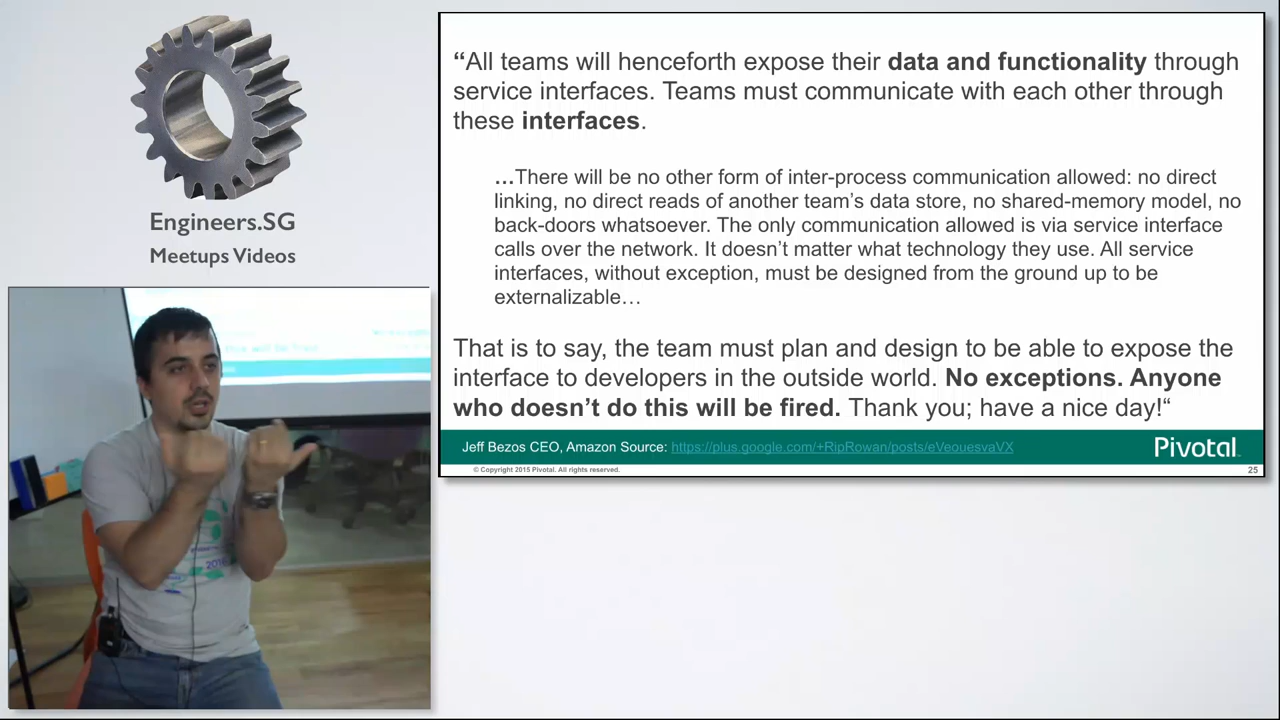 Engineers.SG
Meetups Videos
“All teams will henceforth expose their data and functionality through
service interfaces. Teams must communicate with each other through
these interfaces.
…There will be no other form of inter-process communication allowed: no direct
linking, no direct reads of another team’s data store, no shared-memory model, no
back-doors whatsoever. The only communication allowed is via service interface
calls over the network. It doesn’t matter what technology they use. All service
interfaces, without exception, must be designed from the ground up to be
externalizable…
That is to say, the team must plan and design to be able to expose the
interface to developers in the outside world. No exceptions. Anyone
who doesn’t do this will be fired. Thank you; have a nice day!“
Jeff Bezos CEO, Amazon Source: https://plus.google.com/+RipRowan/posts/eVeouesvaVX
Pivotal
© Copyright 2015 Pivotal. All rights reserved.
25
2016